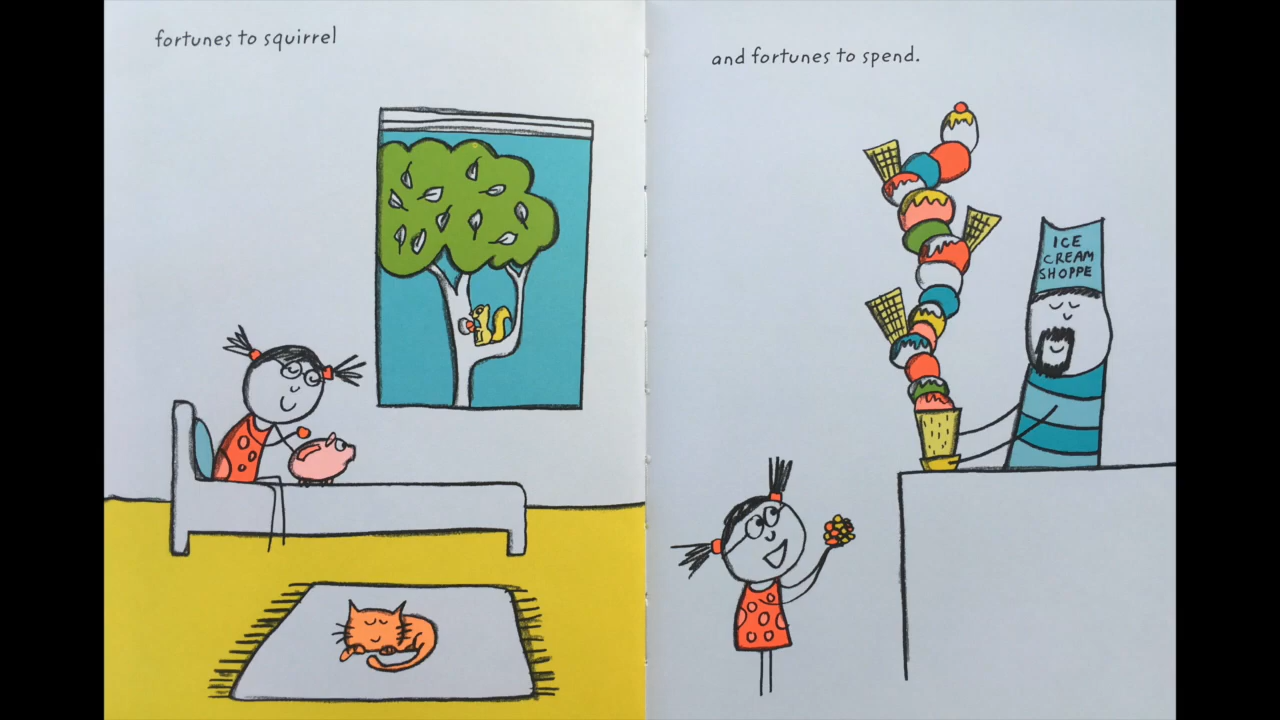 fortunes to squirrel
and fortunes to spend.
ICE
CREAM
SHOPPE